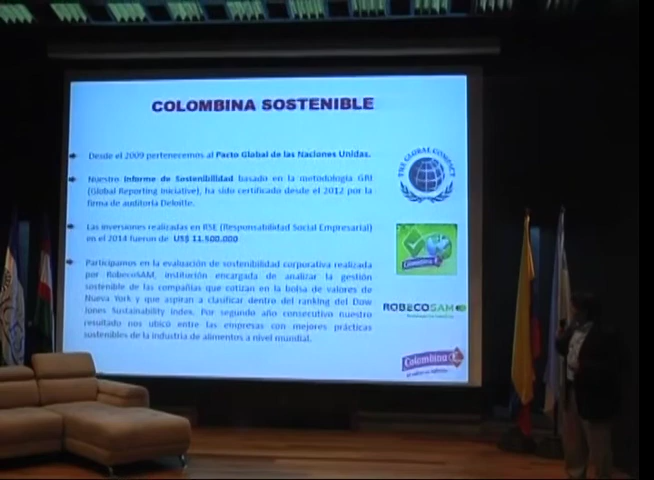 COLOMBINA SOSTENIBLE
Desde el 2009 pertenecemos al Pacto Global de las Naciones Unidas.
Nuestro Informe de Sostenibilidad basado en la metodología GRI
(Global Reporting Iniciative), ha sido certificado desde el 2012 por la
firma de auditoría Deloitte.
Las inversiones realizadas en RSE (Responsabilidad Social Empresarial)
en el 2014 fueron de US$ 11.500.000
Participamos en la evaluación de sostenibilidad corporativa realizada
por RobecoSAM, institución encargada de analizar la gestión
sostenible de las compañías que cotizan en la bolsa de valores de
Nueva York y que aspiran a clasificar dentro del ranking del Dow
Jones Sustainability Index. Por segundo año consecutivo nuestro
resultado nos ubicó entre las empresas con mejores prácticas
sostenibles de la industria de alimentos a nivel mundial.
THE GLOBAL COMPACT
Colombina
ROBECOSAM
Colombina